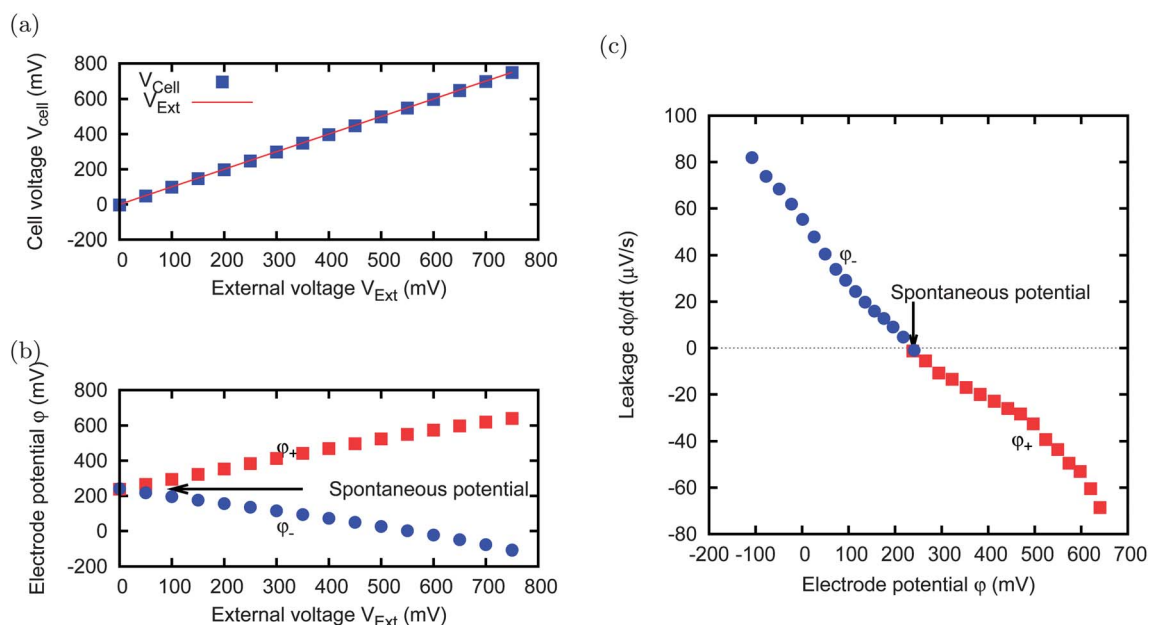 (a)
800
600
400
200
0
-200
Cell voltage V_cell (mV)
V_Cell
V_Ext
0 100 200 300 400 500 600 700 800
External voltage V_Ext (mV)
(b)
800
600
400
200
0
-200
Electrode potential φ (mV)
φ_+
Spontaneous potential
φ_-
0 100 200 300 400 500 600 700 800
External voltage V_Ext (mV)
(c)
100
80
60
40
20
0
-20
-40
-60
-80
Leakage dφ/dt (μV/s)
φ_-
Spontaneous potential
φ_+
-200 -100 0 100 200 300 400 500 600 700
Electrode potential φ (mV)